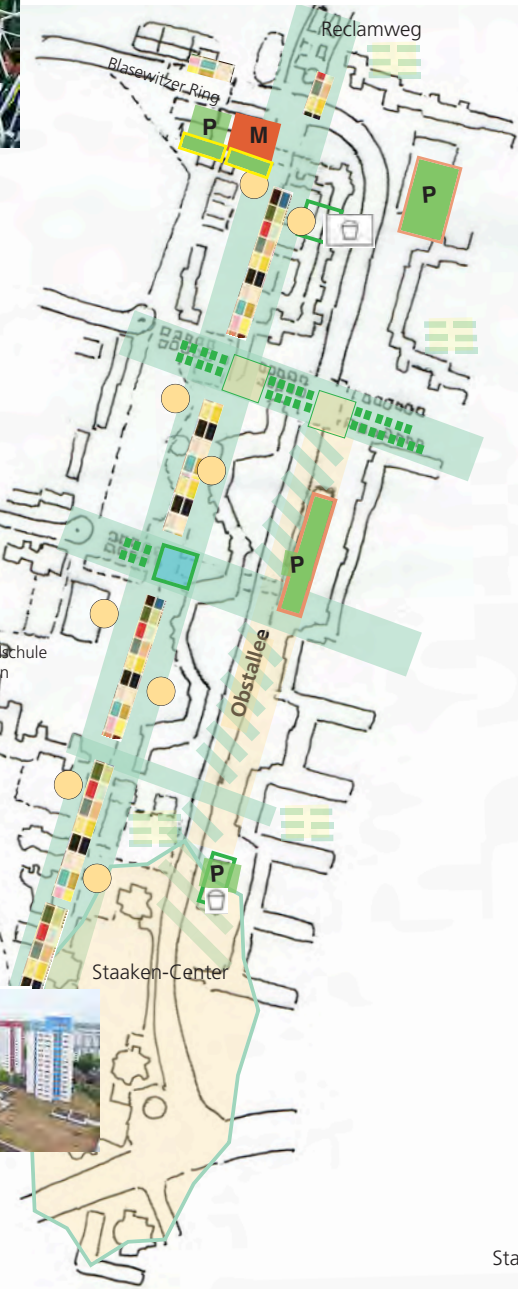 Reclamweg
Blasewitzer Ring
P
M
P
P
Obstallee
schule
n
P
Staaken-Center
Sta